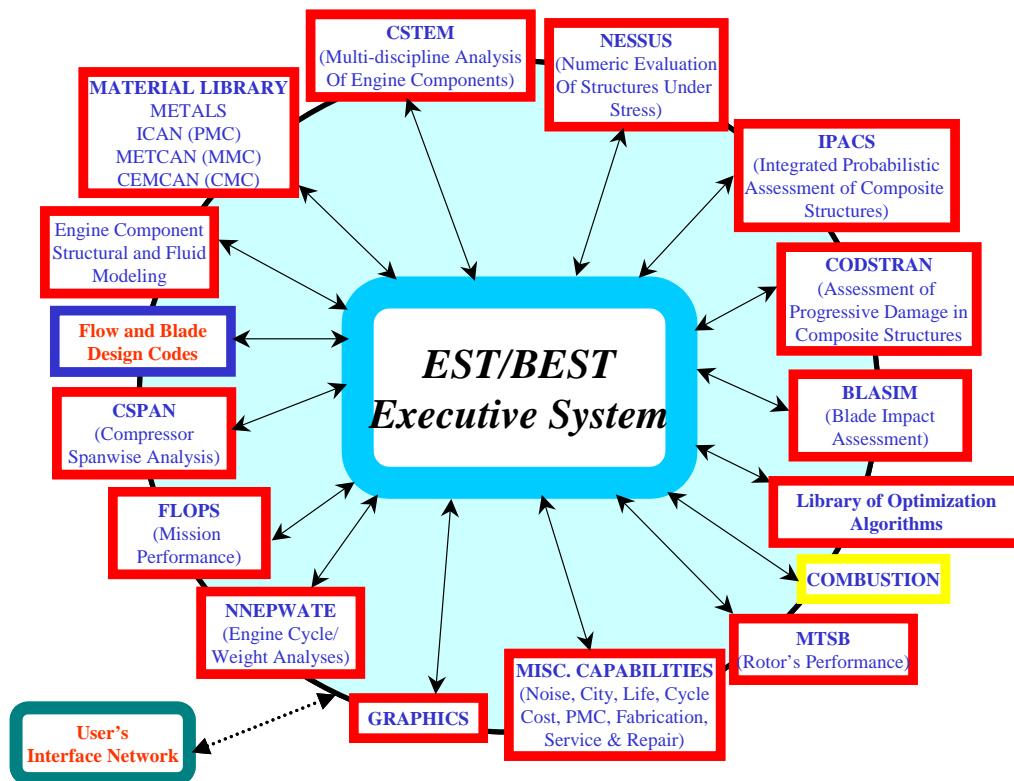 CSTEM
(Multi-discipline Analysis
Of Engine Components)
NESSUS
(Numeric Evaluation
Of Structures Under
Stress)
MATERIAL LIBRARY
METALS
ICAN (PMC)
METCAN (MMC)
CEMCAN (CMC)
IPACS
(Integrated Probabilistic
Assessment of Composite
Structures)
Engine Component
Structural and Fluid
Modeling
CODSTRAN
(Assessment of
Progressive Damage in
Composite Structures
Flow and Blade
Design Codes
EST/BEST
Executive System
CSPAN
(Compressor
Spanwise Analysis)
BLASIM
(Blade Impact
Assessment)
FLOPS
(Mission
Performance)
Library of Optimization
Algorithms
COMBUSTION
NNEPWATE
(Engine Cycle/
Weight Analyses)
MTSB
(Rotor's Performance)
MISC. CAPABILITIES
(Noise, City, Life, Cycle
Cost, PMC, Fabrication,
Service & Repair)
GRAPHICS
User's
Interface Network